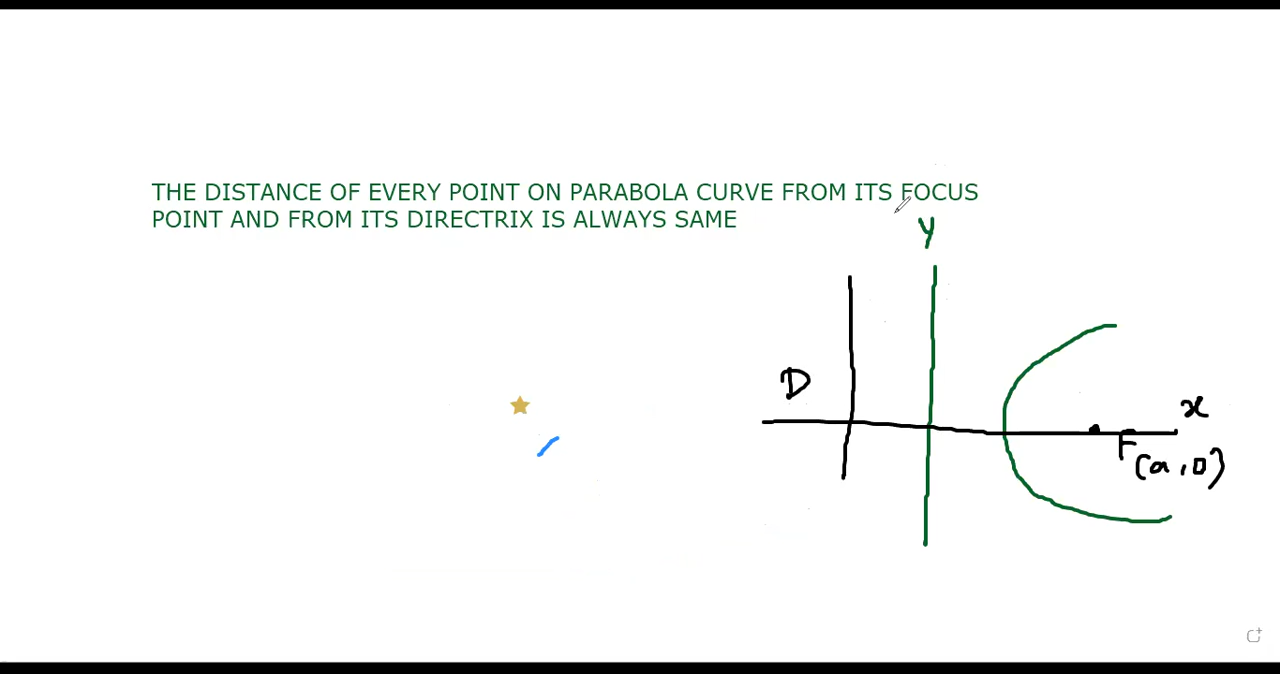 THE DISTANCE OF EVERY POINT ON PARABOLA CURVE FROM ITS FOCUS
POINT AND FROM ITS DIRECTRIX IS ALWAYS SAME
y
D
x
F
(a,0)